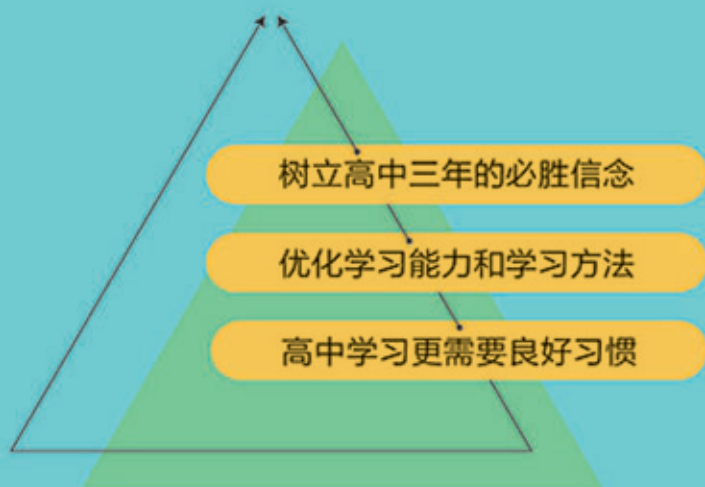 树立高中三年的必胜信念
优化学习能力和学习方法
高中学习更需要良好习惯